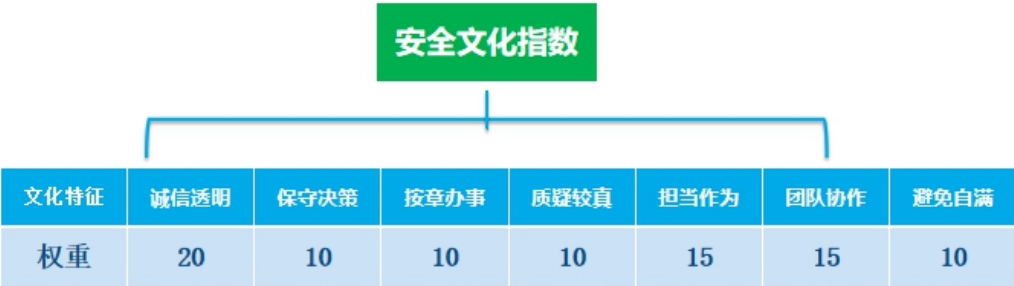 安全文化指数
文化特征 诚信透明 保守决策 按章办事 质疑较真 担当作为 团队协作 避免自满
权重 20 10 10 10 15 15 10